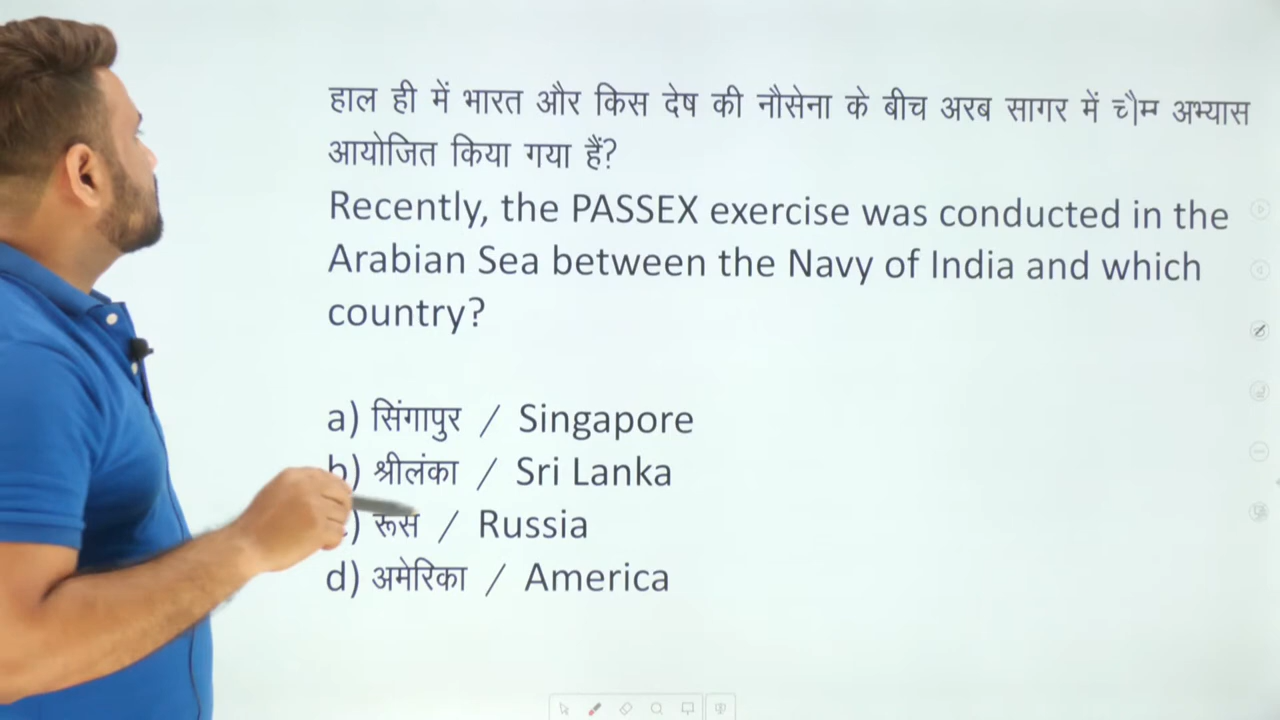 हाल ही में भारत और किस देष की नौसेना के बीच अरब सागर में अभ्यास
आयोजित किया गया हैं?
Recently, the PASSEX exercise was conducted in the
Arabian Sea between the Navy of India and which
country?
a) सिंगापुर / Singapore
b) श्रीलंका / Sri Lanka
) रूस / Russia
d) अमेरिका / America